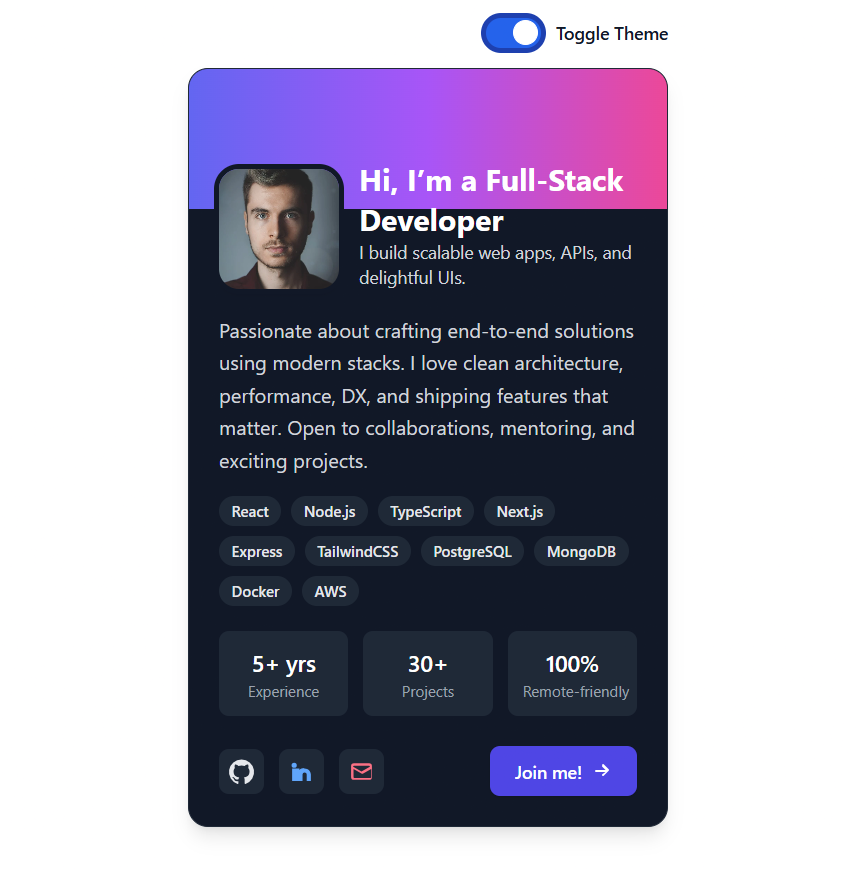 Toggle Theme
Hi, I’m a Full-Stack
Developer
I build scalable web apps, APIs, and
delightful UIs.
Passionate about crafting end-to-end solutions
using modern stacks. I love clean architecture,
performance, DX, and shipping features that
matter. Open to collaborations, mentoring, and
exciting projects.
React Node.js TypeScript Next.js
Express TailwindCSS PostgreSQL MongoDB
Docker AWS
5+ yrs 30+ 100%
Experience Projects Remote-friendly
in
Join me! →